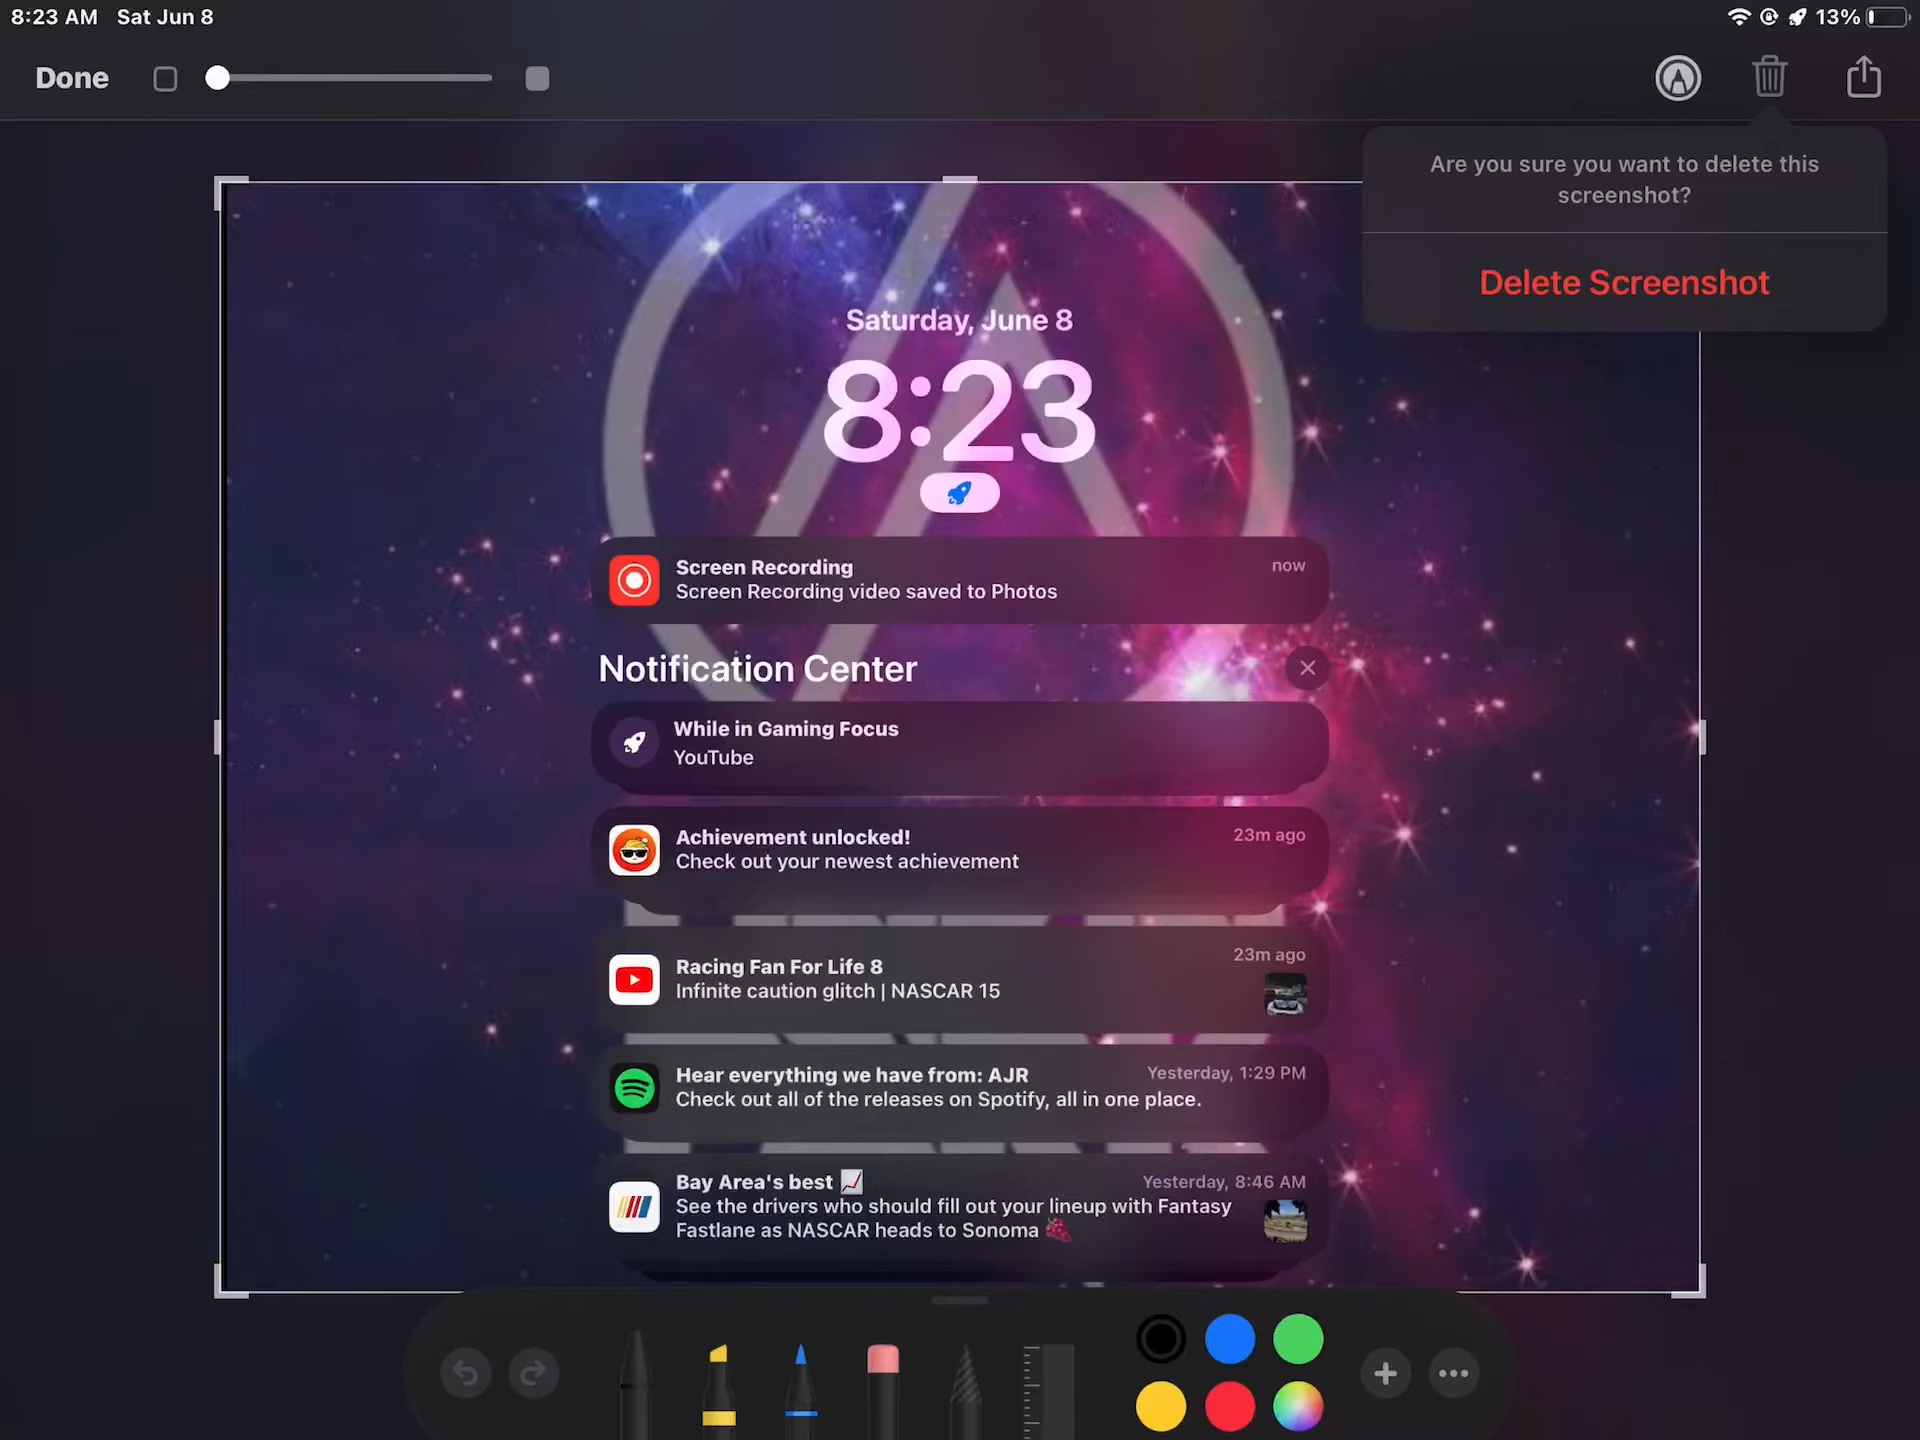 8:23 AM Sat Jun 8
13%
Done
Are you sure you want to delete this
screenshot?
Delete Screenshot
Saturday, June 8
8:23
Screen Recording
now
Screen Recording video saved to Photos
Notification Center
While in Gaming Focus
YouTube
Achievement unlocked!
23m ago
Check out your newest achievement
23m ago
Racing Fan For Life 8
Infinite caution glitch | NASCAR 15
Hear everything we have from: AJR
Yesterday, 1:29 PM
Check out all of the releases on Spotify, all in one place.
Bay Area's best 📈
Yesterday, 8:46 AM
See the drivers who should fill out your lineup with Fantasy
Fastlane as NASCAR heads to Sonoma 🍇